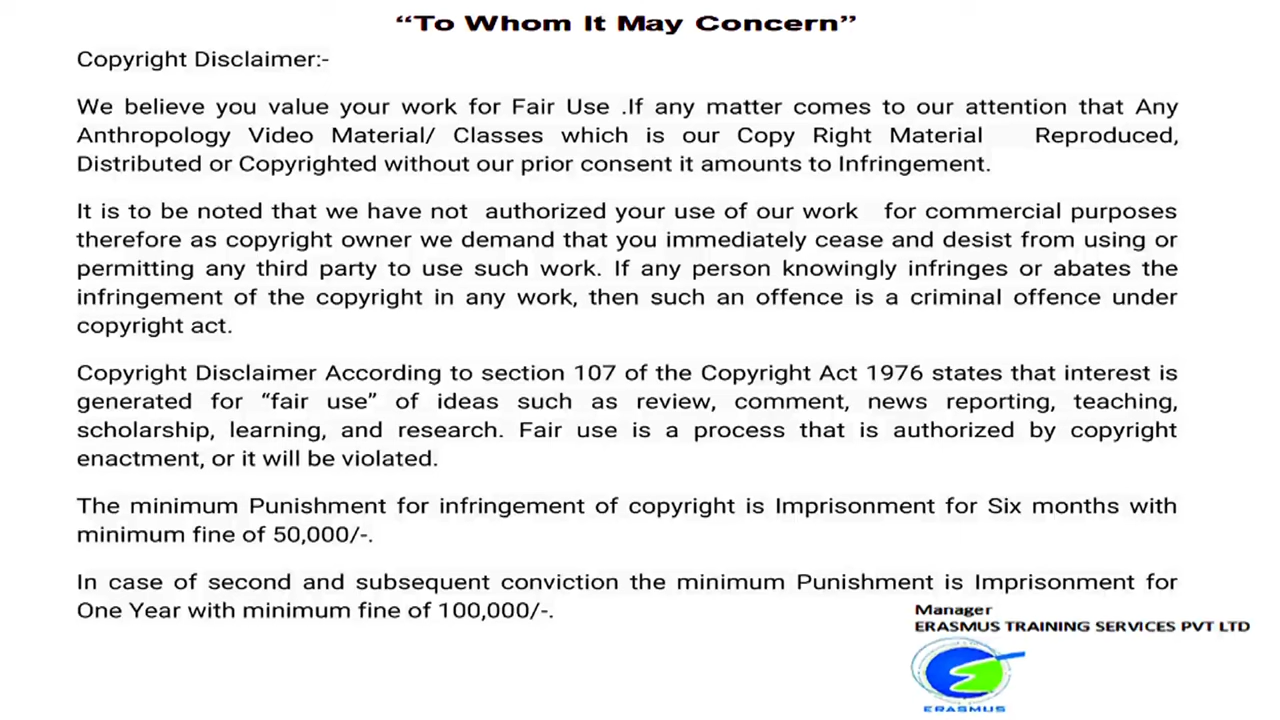 “To Whom It May Concern”
Copyright Disclaimer:-
We believe you value your work for Fair Use .If any matter comes to our attention that Any
Anthropology Video Material/ Classes which is our Copy Right Material Reproduced,
Distributed or Copyrighted without our prior consent it amounts to Infringement.
It is to be noted that we have not authorized your use of our work for commercial purposes
therefore as copyright owner we demand that you immediately cease and desist from using or
permitting any third party to use such work. If any person knowingly infringes or abates the
infringement of the copyright in any work, then such an offence is a criminal offence under
copyright act.
Copyright Disclaimer According to section 107 of the Copyright Act 1976 states that interest is
generated for “fair use” of ideas such as review, comment, news reporting, teaching,
scholarship, learning, and research. Fair use is a process that is authorized by copyright
enactment, or it will be violated.
The minimum Punishment for infringement of copyright is Imprisonment for Six months with
minimum fine of 50,000/-.
In case of second and subsequent conviction the minimum Punishment is Imprisonment for
One Year with minimum fine of 100,000/-.
Manager
ERASMUS TRAINING SERVICES PVT LTD
ERASMUS